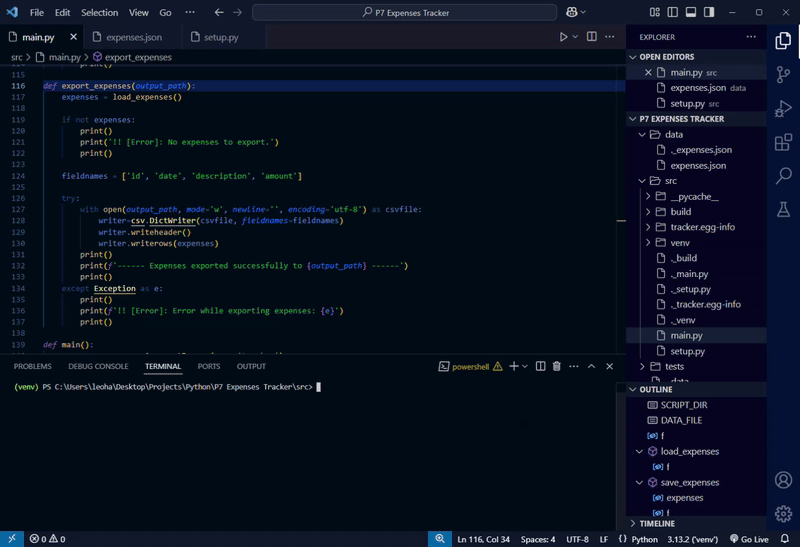 File Edit Selection View Go ··· P7 Expenses Tracker
main.py expenses.json setup.py
src > main.py > export_expenses
115
116 def export_expenses(output_path):
117 expenses = load_expenses()
118
119 if not expenses:
120 print()
121 print('!! [Error]: No expenses to export.')
122 print()
123
124 fieldnames = ['id', 'date', 'description', 'amount']
125
126 try:
127 with open(output_path, mode='w', newline='', encoding='utf-8') as csvfile:
128 writer=csv.DictWriter(csvfile, fieldnames=fieldnames)
129 writer.writeheader()
130 writer.writerows(expenses)
131 print()
132 print(f'------ Expenses exported successfully to {output_path} ------')
133 print()
134 except Exception as e:
135 print()
136 print(f'!! [Error]: Error while exporting expenses: {e}')
137 print()
138
139 def main():
PROBLEMS DEBUG CONSOLE TERMINAL PORTS OUTPUT powershell
(venv) PS C:\Users\leoha\Desktop\Projects\Python\P7 Expenses Tracker\src>
EXPLORER
OPEN EDITORS
main.py src
expenses.json data
setup.py src
P7 EXPENSES TRACKER
data
._expenses.json
expenses.json
src
__pycache__
build
tracker.egg-info
venv
._build
._main.py
._setup.py
._tracker.egg-info
._venv
main.py
setup.py
tests
._data
OUTLINE
SCRIPT_DIR
DATA_FILE
f
load_expenses
f
save_expenses
expenses
f
TIMELINE
0 0 Ln 116, Col 34 Spaces: 4 UTF-8 LF {} Python 3.13.2 ('venv') Go Live